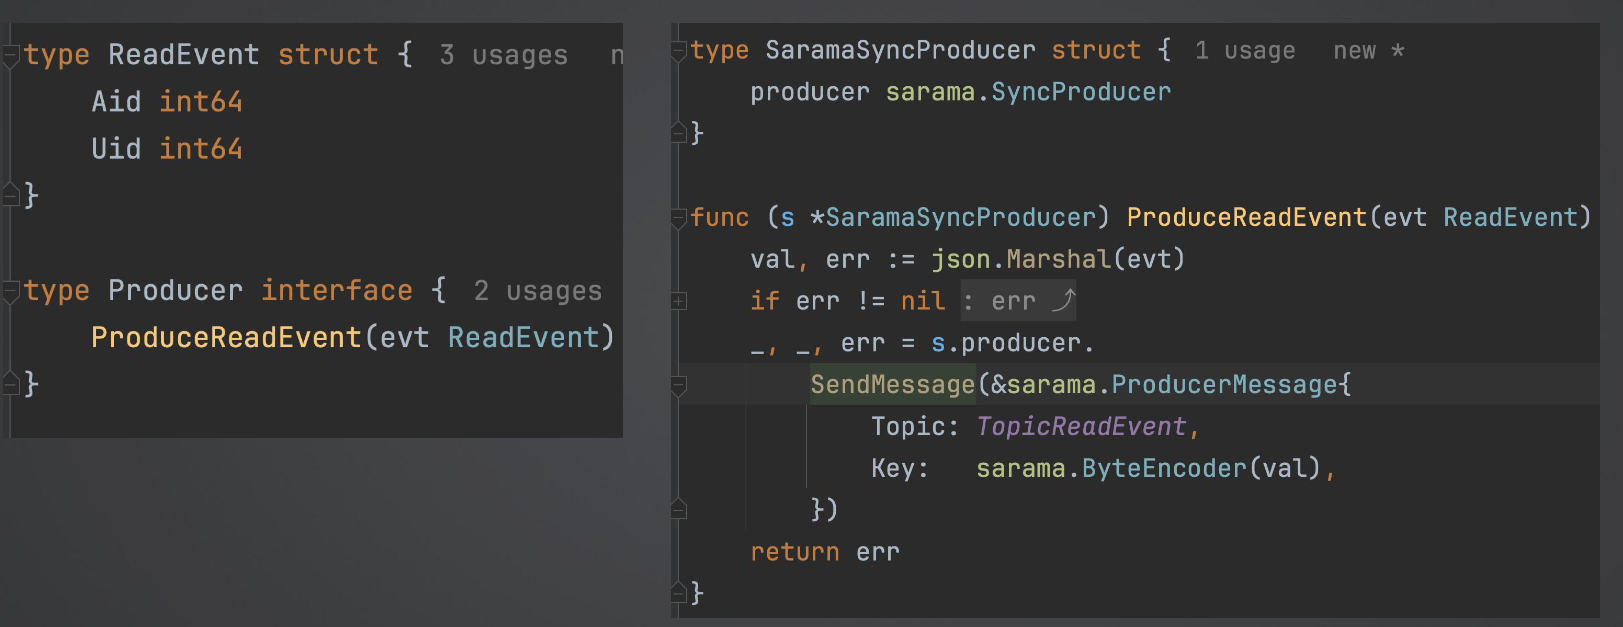 type ReadEvent struct { 3 usages
Aid int64
Uid int64
}
type Producer interface { 2 usages
ProduceReadEvent(evt ReadEvent)
}
type SaramaSyncProducer struct { 1 usage new *
producer sarama.SyncProducer
}
func (s *SaramaSyncProducer) ProduceReadEvent(evt ReadEvent)
val, err := json.Marshal(evt)
if err != nil : err ⤴
_, _, err = s.producer.
SendMessage(&sarama.ProducerMessage{
Topic: TopicReadEvent,
Key: sarama.ByteEncoder(val),
})
return err
}